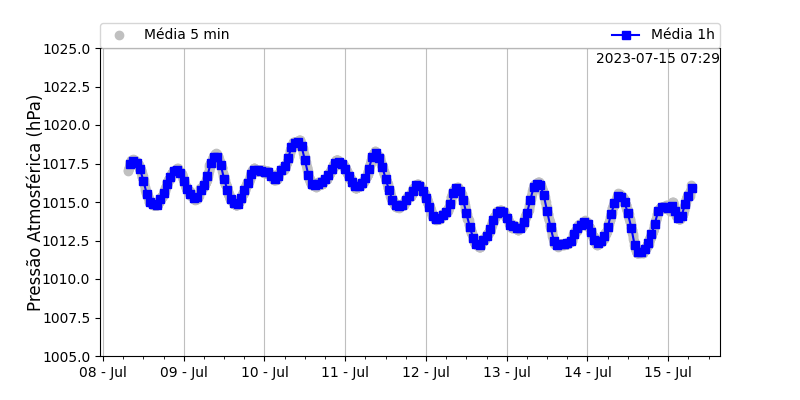 Média 5 min
Média 1h
2023-07-15 07:29
Pressão Atmosférica (hPa)
1025.0
1022.5
1020.0
1017.5
1015.0
1012.5
1010.0
1007.5
1005.0
08 - Jul 09 - Jul 10 - Jul 11 - Jul 12 - Jul 13 - Jul 14 - Jul 15 - Jul